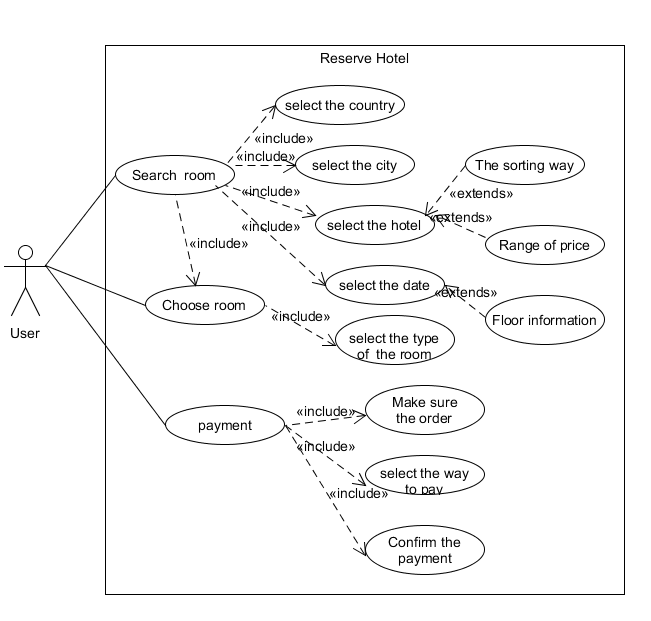 Reserve Hotel
select the country
«include»
«include»
select the city
The sorting way
Search  room
«include»
«extends»
select the hotel
«extends»
«include»
«include»
Range of price
select the date
«extends»
Choose room
«include»
Floor information
User
select the type
of  the room
Make sure
the order
«include»
payment
«include»
select the way
to pay
«include»
Confirm the
payment